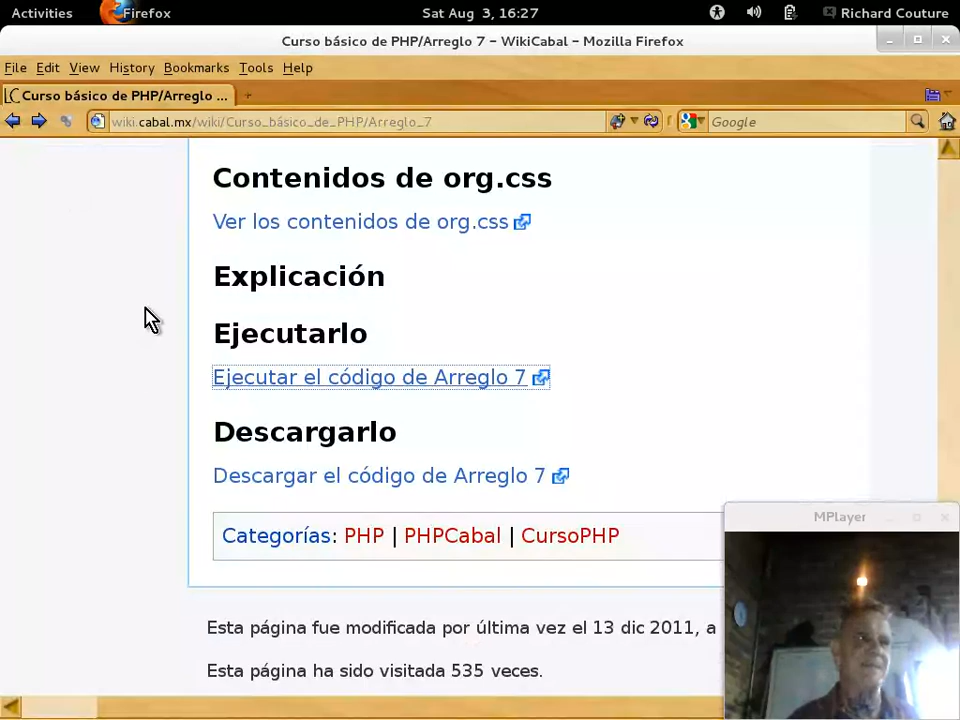 Activities Firefox Sat Aug 3, 16:27 Richard Couture
Curso básico de PHP/Arreglo 7 – WikiCabal – Mozilla Firefox
File Edit View History Bookmarks Tools Help
Curso básico de PHP/Arreglo ...
wiki.cabal.mx/wiki/Curso_básico_de_PHP/Arreglo_7 Google
Contenidos de org.css
Ver los contenidos de org.css
Explicación
Ejecutarlo
Ejecutar el código de Arreglo 7
Descargarlo
Descargar el código de Arreglo 7
MPlayer
Categorías: PHP | PHPCabal | CursoPHP
Esta página fue modificada por última vez el 13 dic 2011, a
Esta página ha sido visitada 535 veces.